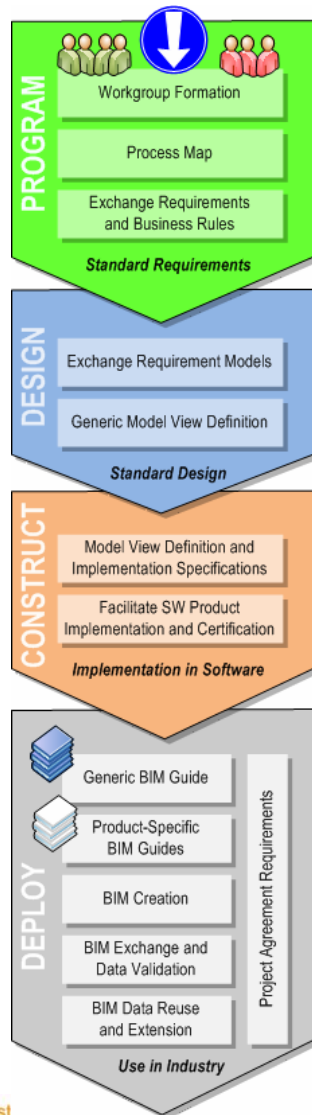 PROGRAM
Workgroup Formation
Process Map
Exchange Requirements
and Business Rules
Standard Requirements
DESIGN
Exchange Requirement Models
Generic Model View Definition
Standard Design
CONSTRUCT
Model View Definition and
Implementation Specifications
Facilitate SW Product
Implementation and Certification
Implementation in Software
DEPLOY
Generic BIM Guide
Product-Specific
BIM Guides
BIM Creation
BIM Exchange and
Data Validation
BIM Data Reuse
and Extension
Project Agreement Requirements
Use in Industry
st